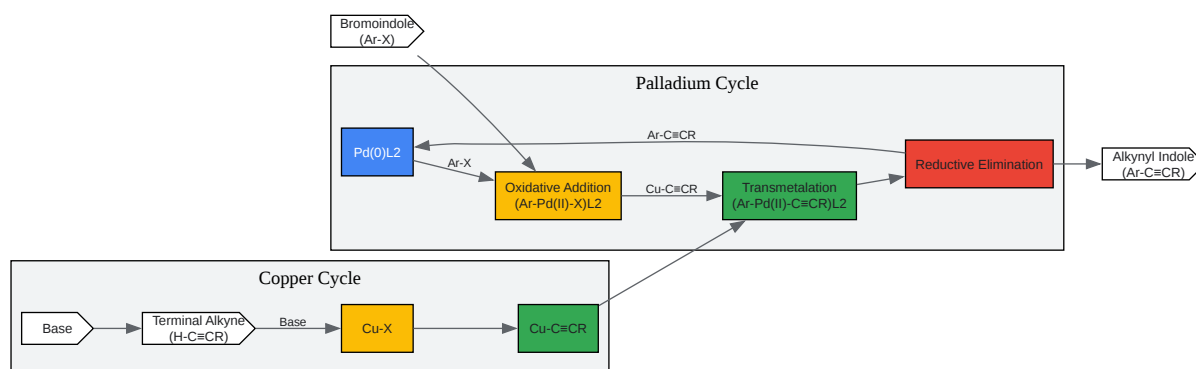 Bromoindole
(Ar-X)
Palladium Cycle
Pd(0)L2
Ar-X
Ar-C≡CR
Oxidative Addition
(Ar-Pd(II)-X)L2
Cu-C≡CR
Transmetalation
(Ar-Pd(II)-C≡CR)L2
Reductive Elimination
Alkynyl Indole
(Ar-C≡CR)
Copper Cycle
Base
Terminal Alkyne
(H-C≡CR)
Base
Cu-X
Cu-C≡CR